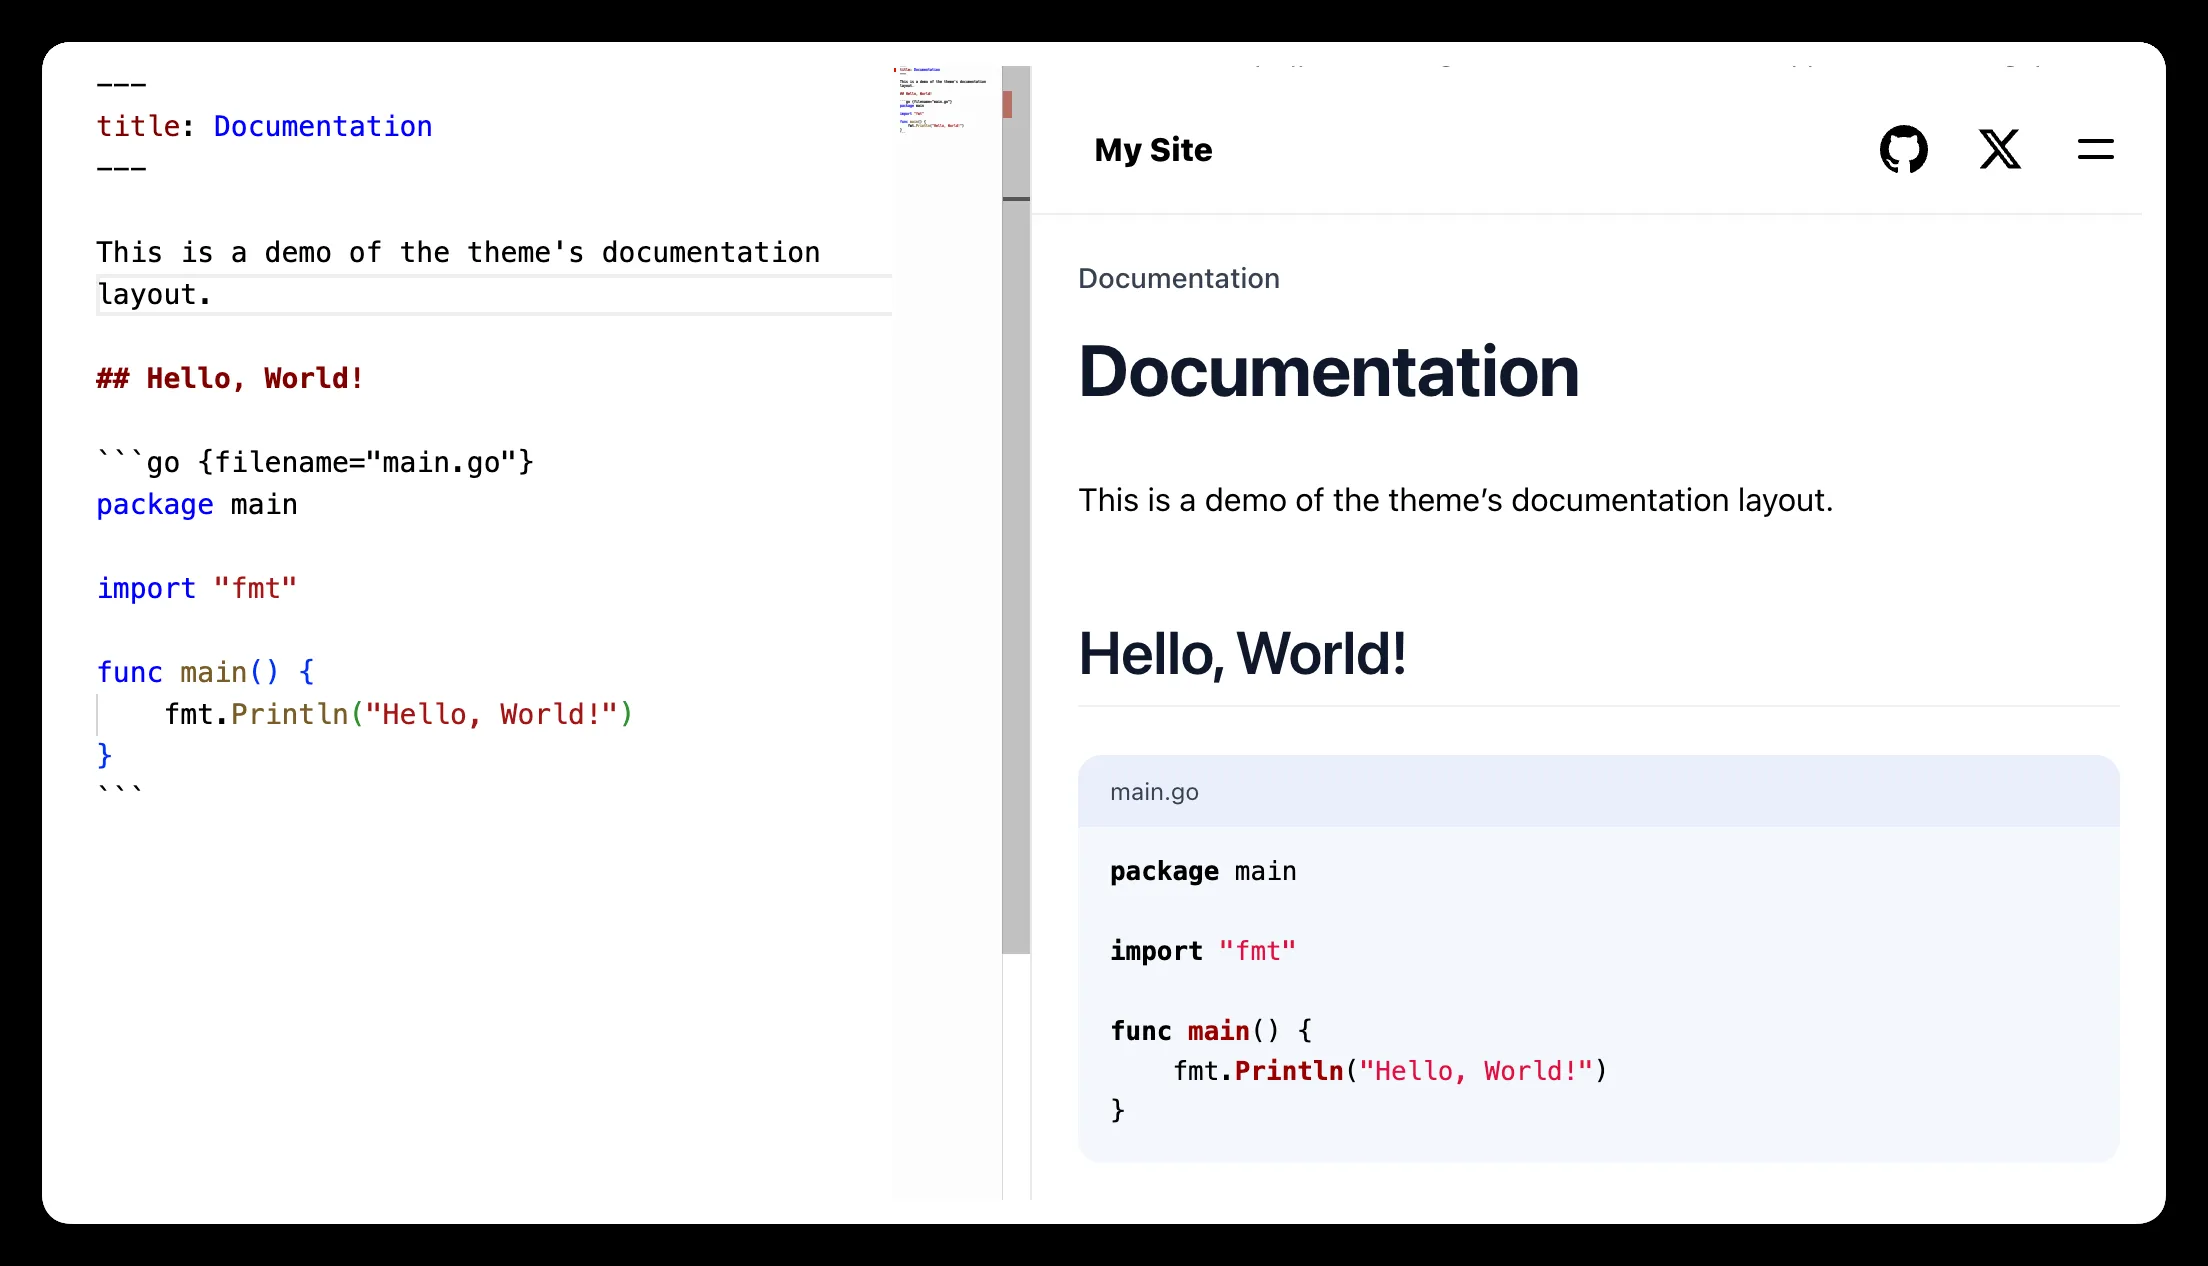 ---
title: Documentation
---
This is a demo of the theme's documentation
layout.
## Hello, World!
```go {filename="main.go"}
package main
import "fmt"
func main() {
    fmt.Println("Hello, World!")
}
```
My Site
Documentation
Documentation
This is a demo of the theme’s documentation layout.
Hello, World!
main.go
package main
import "fmt"
func main() {
    fmt.Println("Hello, World!")
}